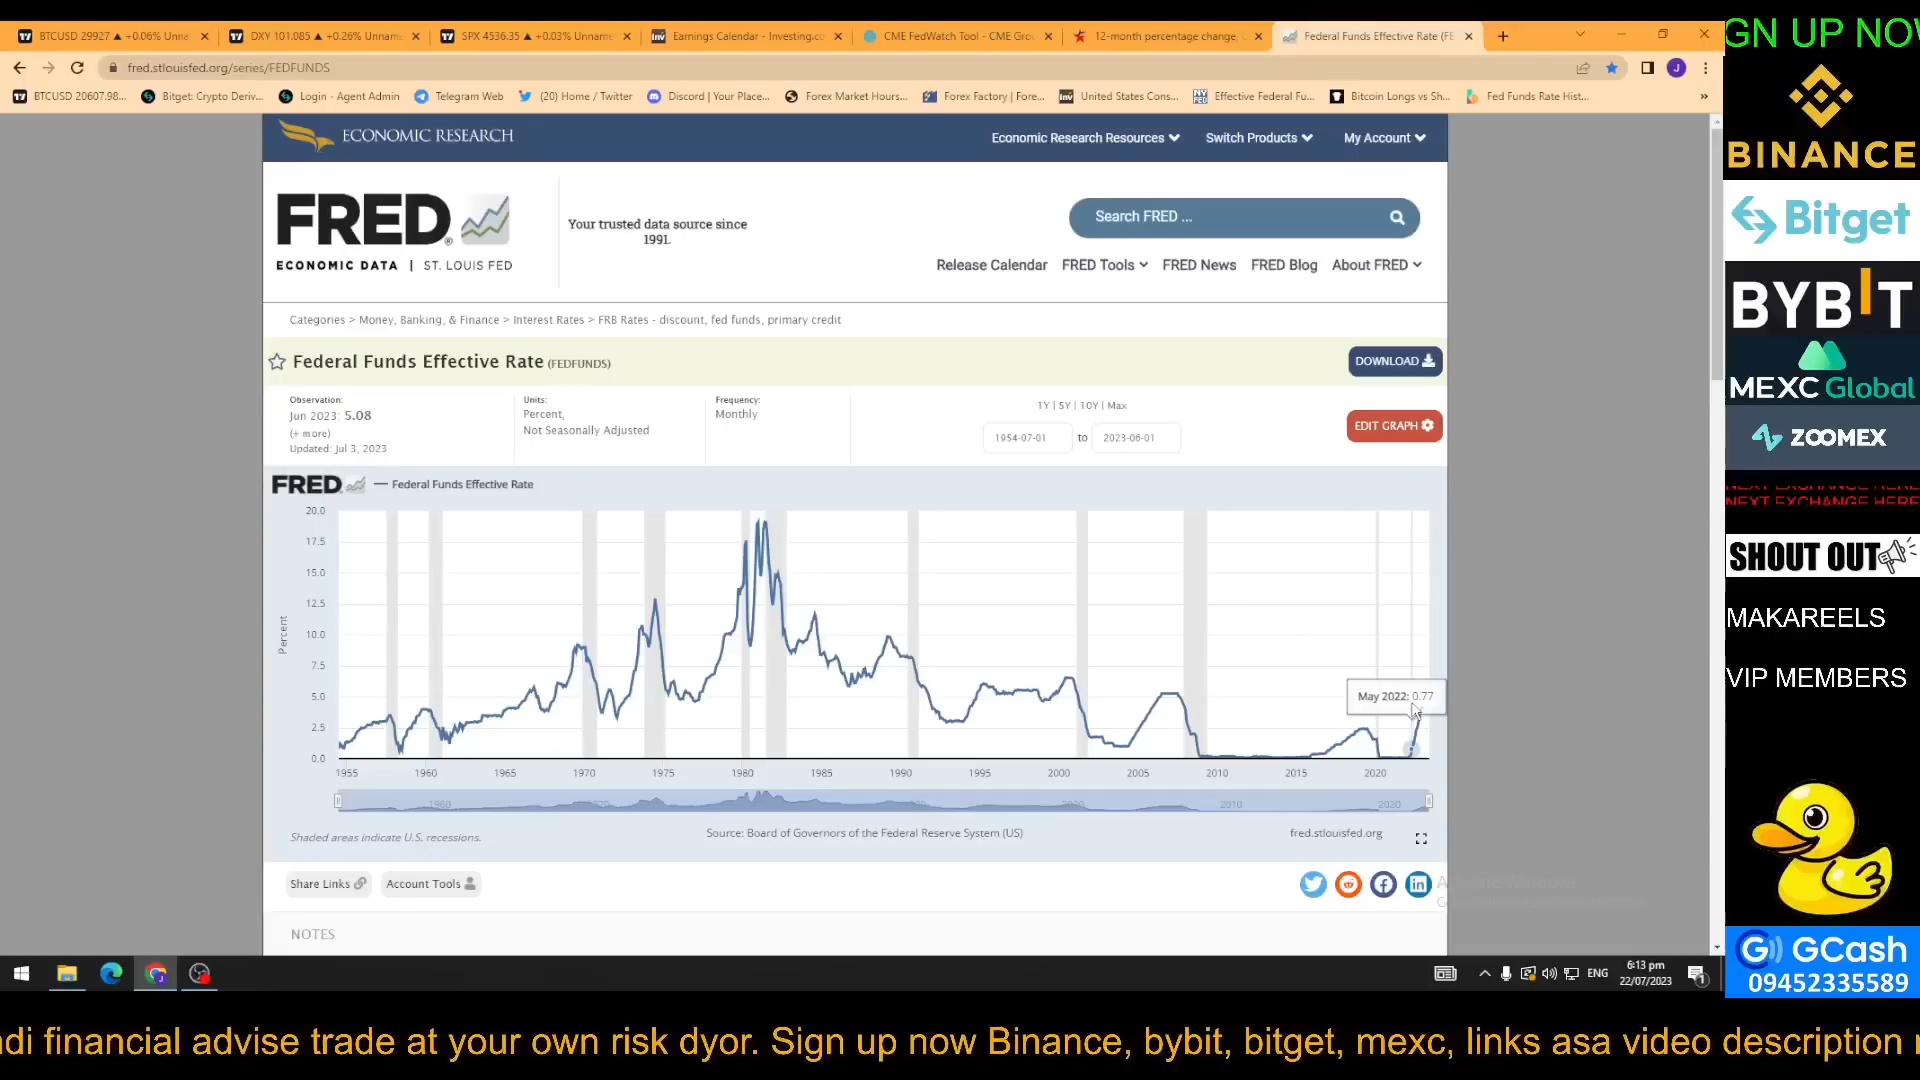 BTCUSD 29927 ▲ +0.06% Unna
DXY 101.085 ▲ +0.26% Unnam
SPX 4536.35 ▲ +0.03% Unname
Earnings Calendar - Investing.co
CME FedWatch Tool - CME Grou
12-month percentage change,
Federal Funds Effective Rate (FE
fred.stlouisfed.org/series/FEDFUNDS
J
BTCUSD 20607.98...
Bitget: Crypto Deriv...
Login - Agent Admin
Telegram Web
(20) Home / Twitter
Discord | Your Place...
Forex Market Hours...
Forex Factory | Fore...
United States Cons...
Effective Federal Fu...
Bitcoin Longs vs Sh...
Fed Funds Rate Hist...
»
ECONOMIC RESEARCH
Economic Research Resources
Switch Products
My Account
FRED
ECONOMIC DATA | ST. LOUIS FED
Your trusted data source since
1991.
Search FRED ...
Release Calendar
FRED Tools
FRED News
FRED Blog
About FRED
Categories > Money, Banking, & Finance > Interest Rates > FRB Rates - discount, fed funds, primary credit
Federal Funds Effective Rate (FEDFUNDS)
DOWNLOAD
Observation:
Jun 2023: 5.08
(+ more)
Updated: Jul 3, 2023
Units:
Percent,
Not Seasonally Adjusted
Frequency:
Monthly
1Y | 5Y | 10Y | Max
1954-07-01 to 2023-06-01
EDIT GRAPH
FRED — Federal Funds Effective Rate
Percent
20.0
17.5
15.0
12.5
10.0
7.5
5.0
2.5
0.0
May 2022: 0.77
1955 1960 1965 1970 1975 1980 1985 1990 1995 2000 2005 2010 2015 2020
1960 2010 2020
Shaded areas indicate U.S. recessions.
Source: Board of Governors of the Federal Reserve System (US)
fred.stlouisfed.org
Share Links
Account Tools
NOTES
ENG
6:13 pm
22/07/2023
1
GN UP NOW
BINANCE
Bitget
BYBIT
MEXC Global
ZOOMEX
NEXT EXCHANGE HERE
SHOUT OUT
MAKAREELS
VIP MEMBERS
GCash
09452335589
ndi financial advise trade at your own risk dyor. Sign up now Binance, bybit, bitget, mexc, links asa video description